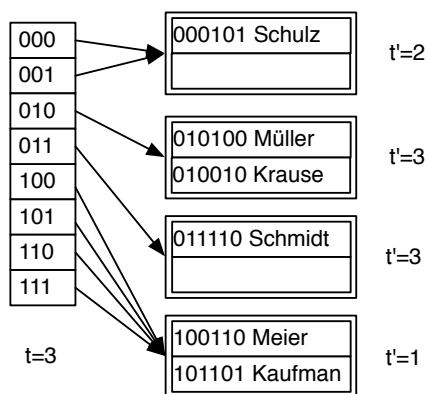 000
001
010
011
100
101
110
111
t=3
000101 Schulz
t'=2
010100 Müller
010010 Krause
t'=3
011110 Schmidt
t'=3
100110 Meier
101101 Kaufman
t'=1